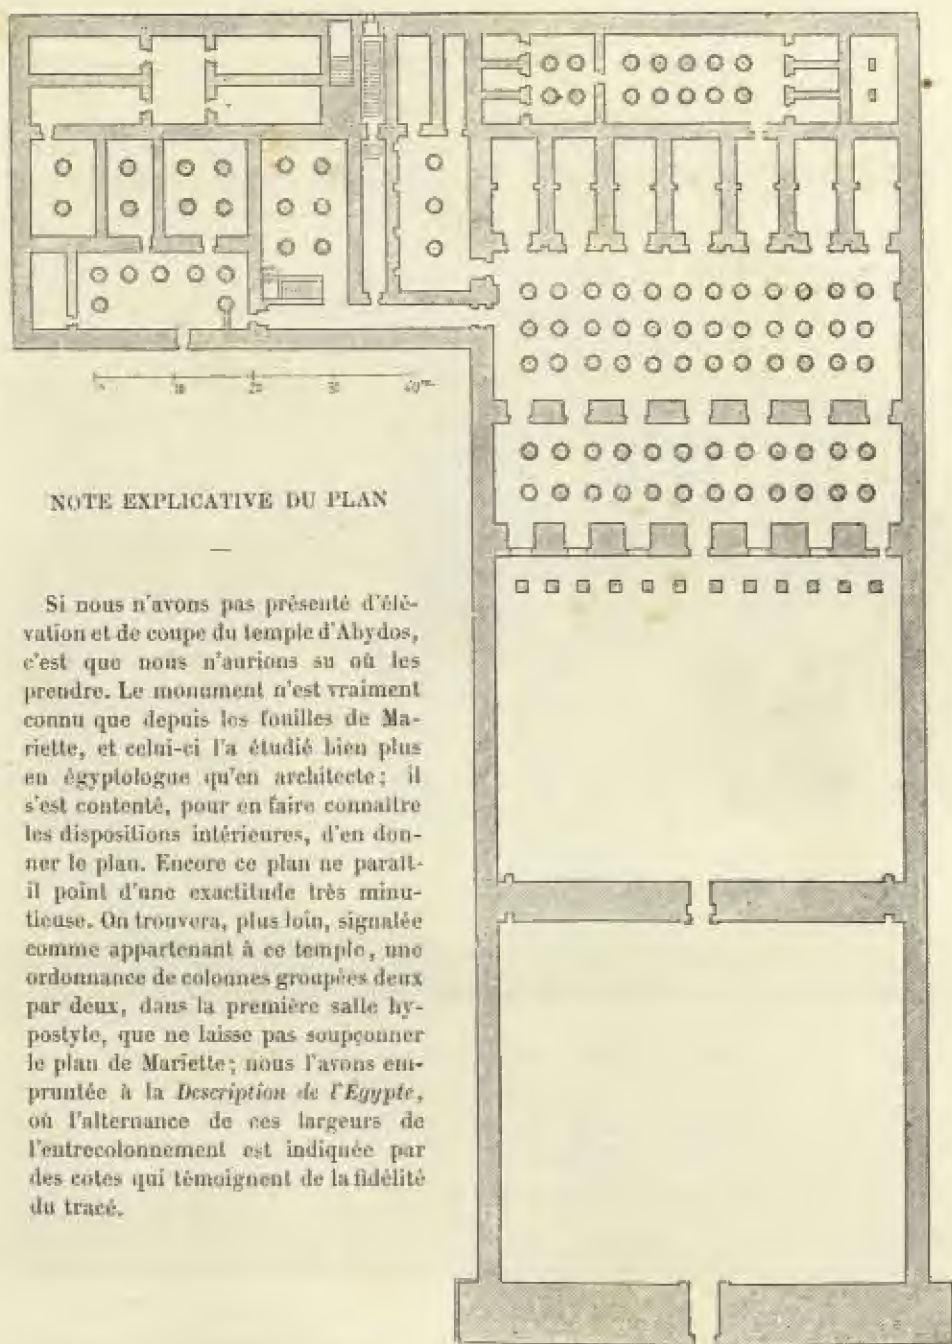 0 10 20 30 40m
NOTE EXPLICATIVE DU PLAN
Si nous n'avons pas présenté d'élé-
vation et de coupe du temple d'Abydos,
c'est que nous n'aurions su où les
prendre. Le monument n'est vraiment
connu que depuis les fouilles de Ma-
riette, et celui-ci l'a étudié bien plus
en égyptologue qu'en architecte; il
s'est contenté, pour en faire connaître
les dispositions intérieures, d'en don-
ner le plan. Encore ce plan ne paraît-
il point d'une exactitude très minu-
tieuse. On trouvera, plus loin, signalée
comme appartenant à ce temple, une
ordonnance de colonnes groupées deux
par deux, dans la première salle hy-
postyle, que ne laisse pas soupçonner
le plan de Mariette; nous l'avons em-
pruntée à la Description de l'Egypte,
où l'alternance de ces largeurs de
l'entrecolonnement est indiquée par
des cotes qui témoignent de la fidélité
du tracé.